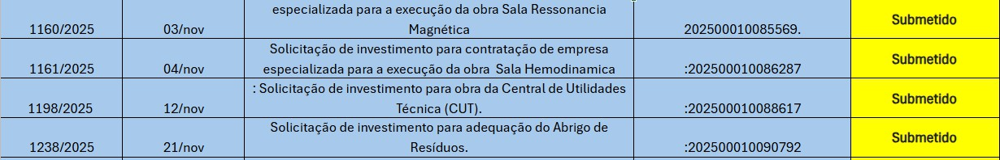 especializada para a execução da obra Sala Ressonancia
1160/2025 03/nov Magnética 202500010085569. Submetido
Solicitação de investimento para contratação de empresa
1161/2025 04/nov especializada para a execução da obra  Sala Hemodinamica :202500010086287 Submetido
: Solicitação de investimento para obra da Central de Utilidades
1198/2025 12/nov Técnica (CUT). :202500010088617 Submetido
Solicitação de investimento para adequação do Abrigo de
1238/2025 21/nov Resíduos. :202500010090792 Submetido